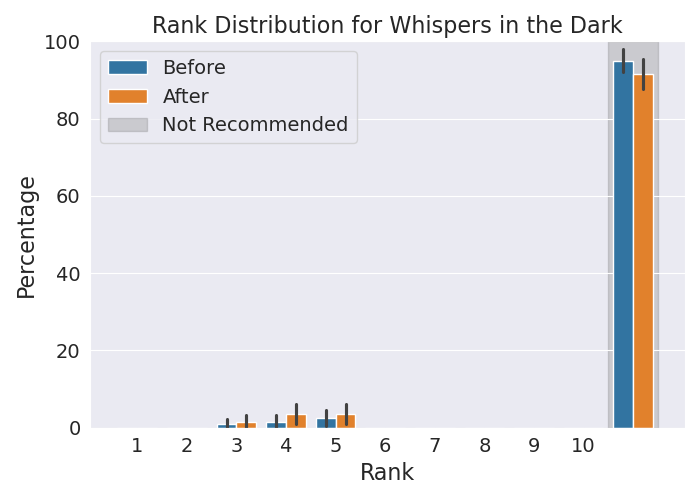 Rank Distribution for Whispers in the Dark
Before
After
Not Recommended
Percentage
100
80
60
40
20
0
1 2 3 4 5 6 7 8 9 10
Rank